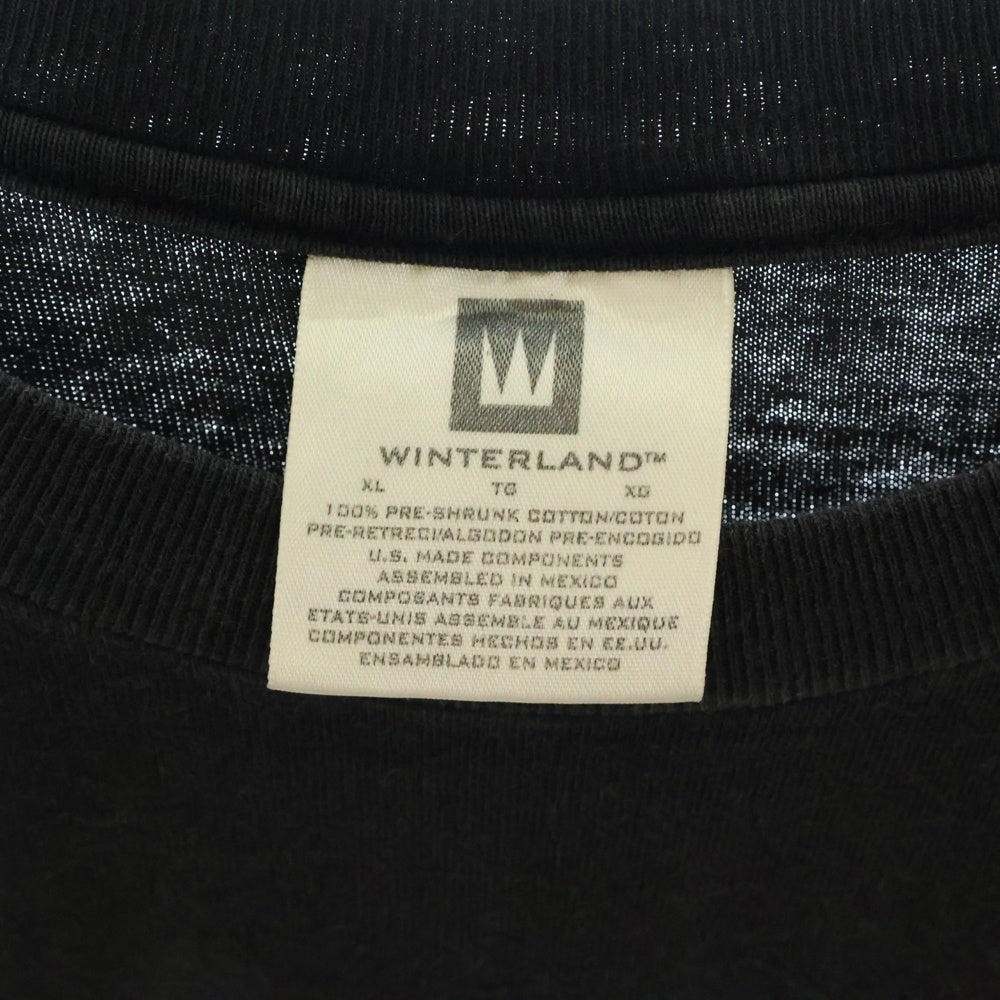 W
WINTERLAND™
XL TG XG
100% PRE-SHRUNK COTTON/COTON
PRE-RETRECI/ALGODON PRE-ENCOGIDO
U.S. MADE COMPONENTS
ASSEMBLED IN MEXICO
COMPOSANTS FABRIQUES AUX
ETATS-UNIS ASSEMBLE AU MEXIQUE
COMPONENTES HECHOS EN EE.UU.
ENSAMBLADO EN MEXICO